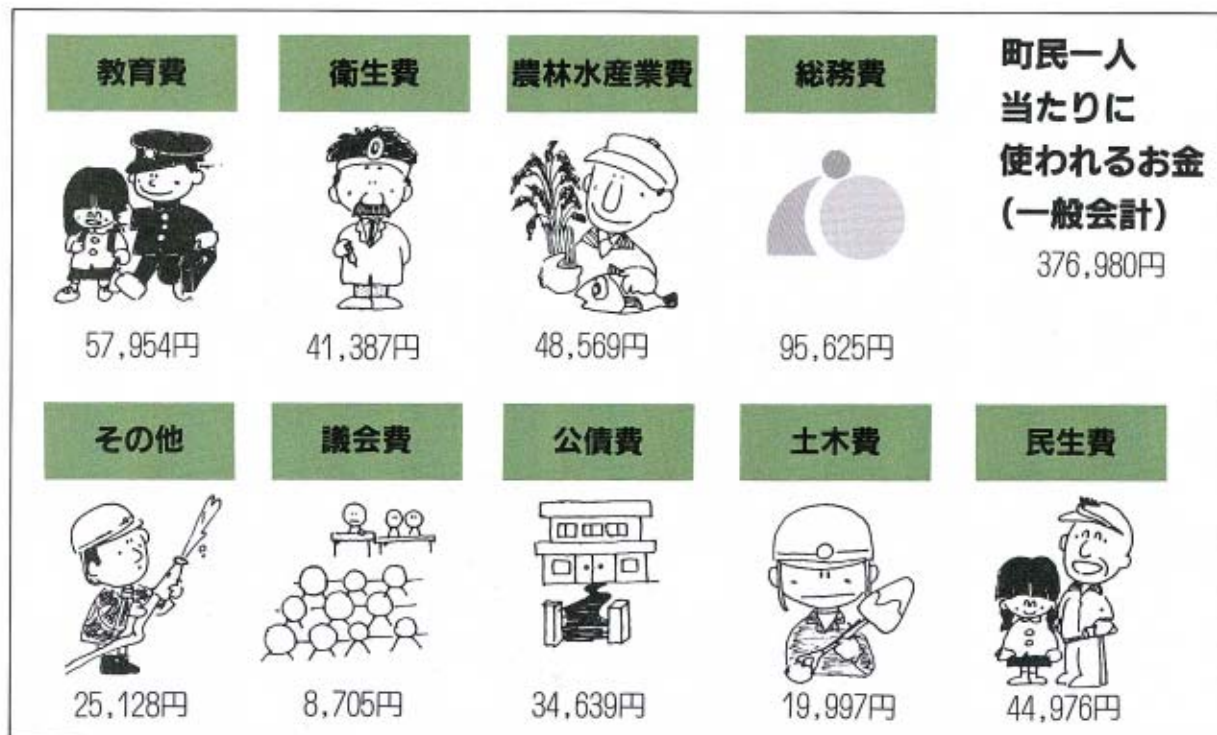 教育費
衛生費
農林水産業費
総務費
町民一人
当たりに
使われるお金
(一般会計)
376,980円
57,954円
41,387円
48,569円
95,625円
その他
議会費
公債費
土木費
民生費
25,128円
8,705円
34,639円
19,997円
44,976円